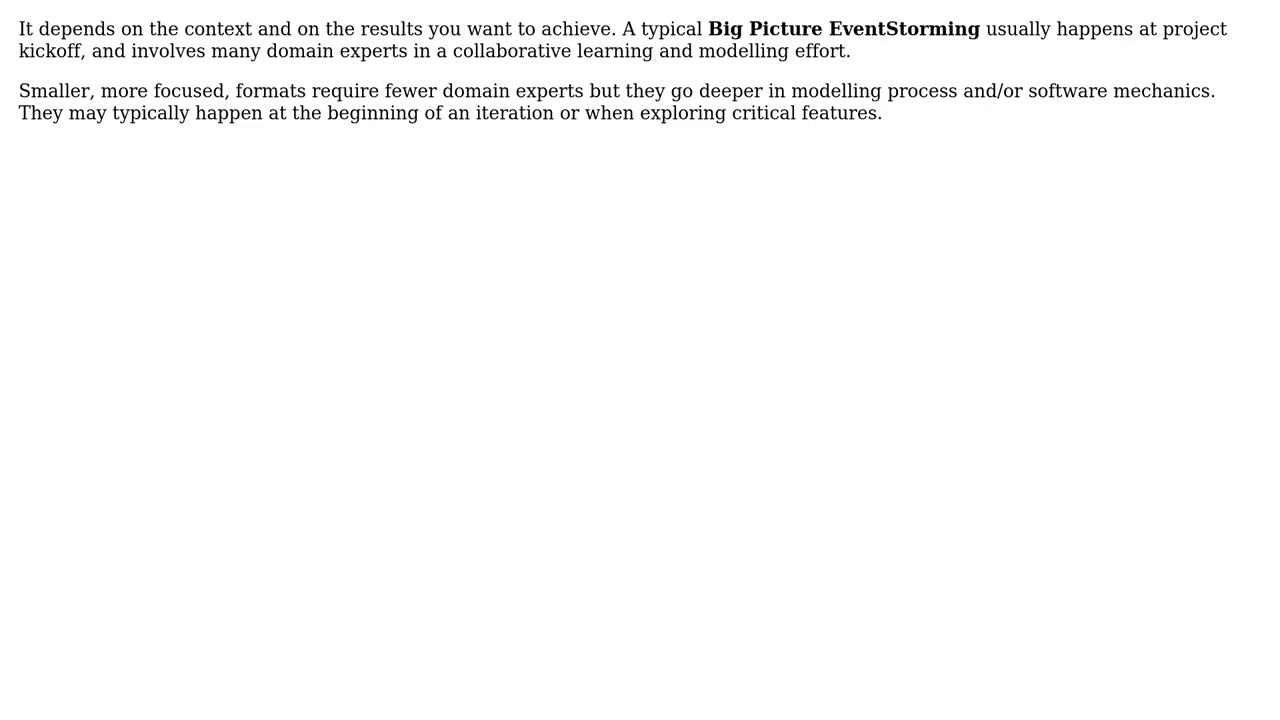 It depends on the context and on the results you want to achieve. A typical Big Picture EventStorming usually happens at project
kickoff, and involves many domain experts in a collaborative learning and modelling effort.
Smaller, more focused, formats require fewer domain experts but they go deeper in modelling process and/or software mechanics.
They may typically happen at the beginning of an iteration or when exploring critical features.